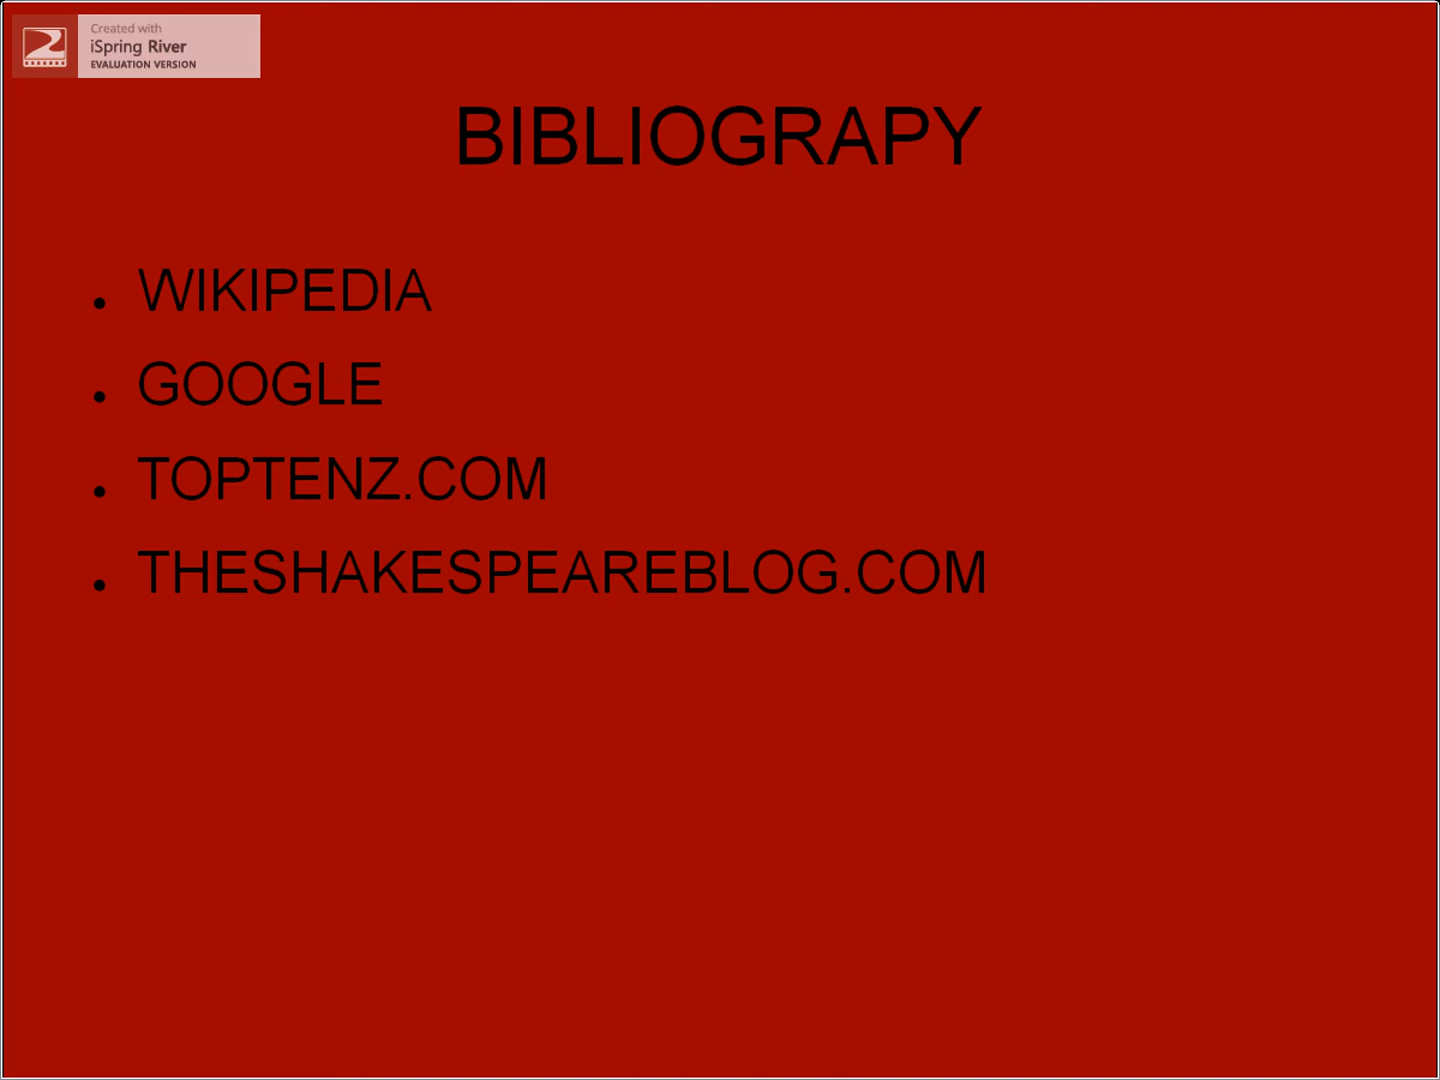 Created with
iSpring River
EVALUATION VERSION
BIBLIOGRAPY
WIKIPEDIA
GOOGLE
TOPTENZ.COM
THESHAKESPEAREBLOG.COM